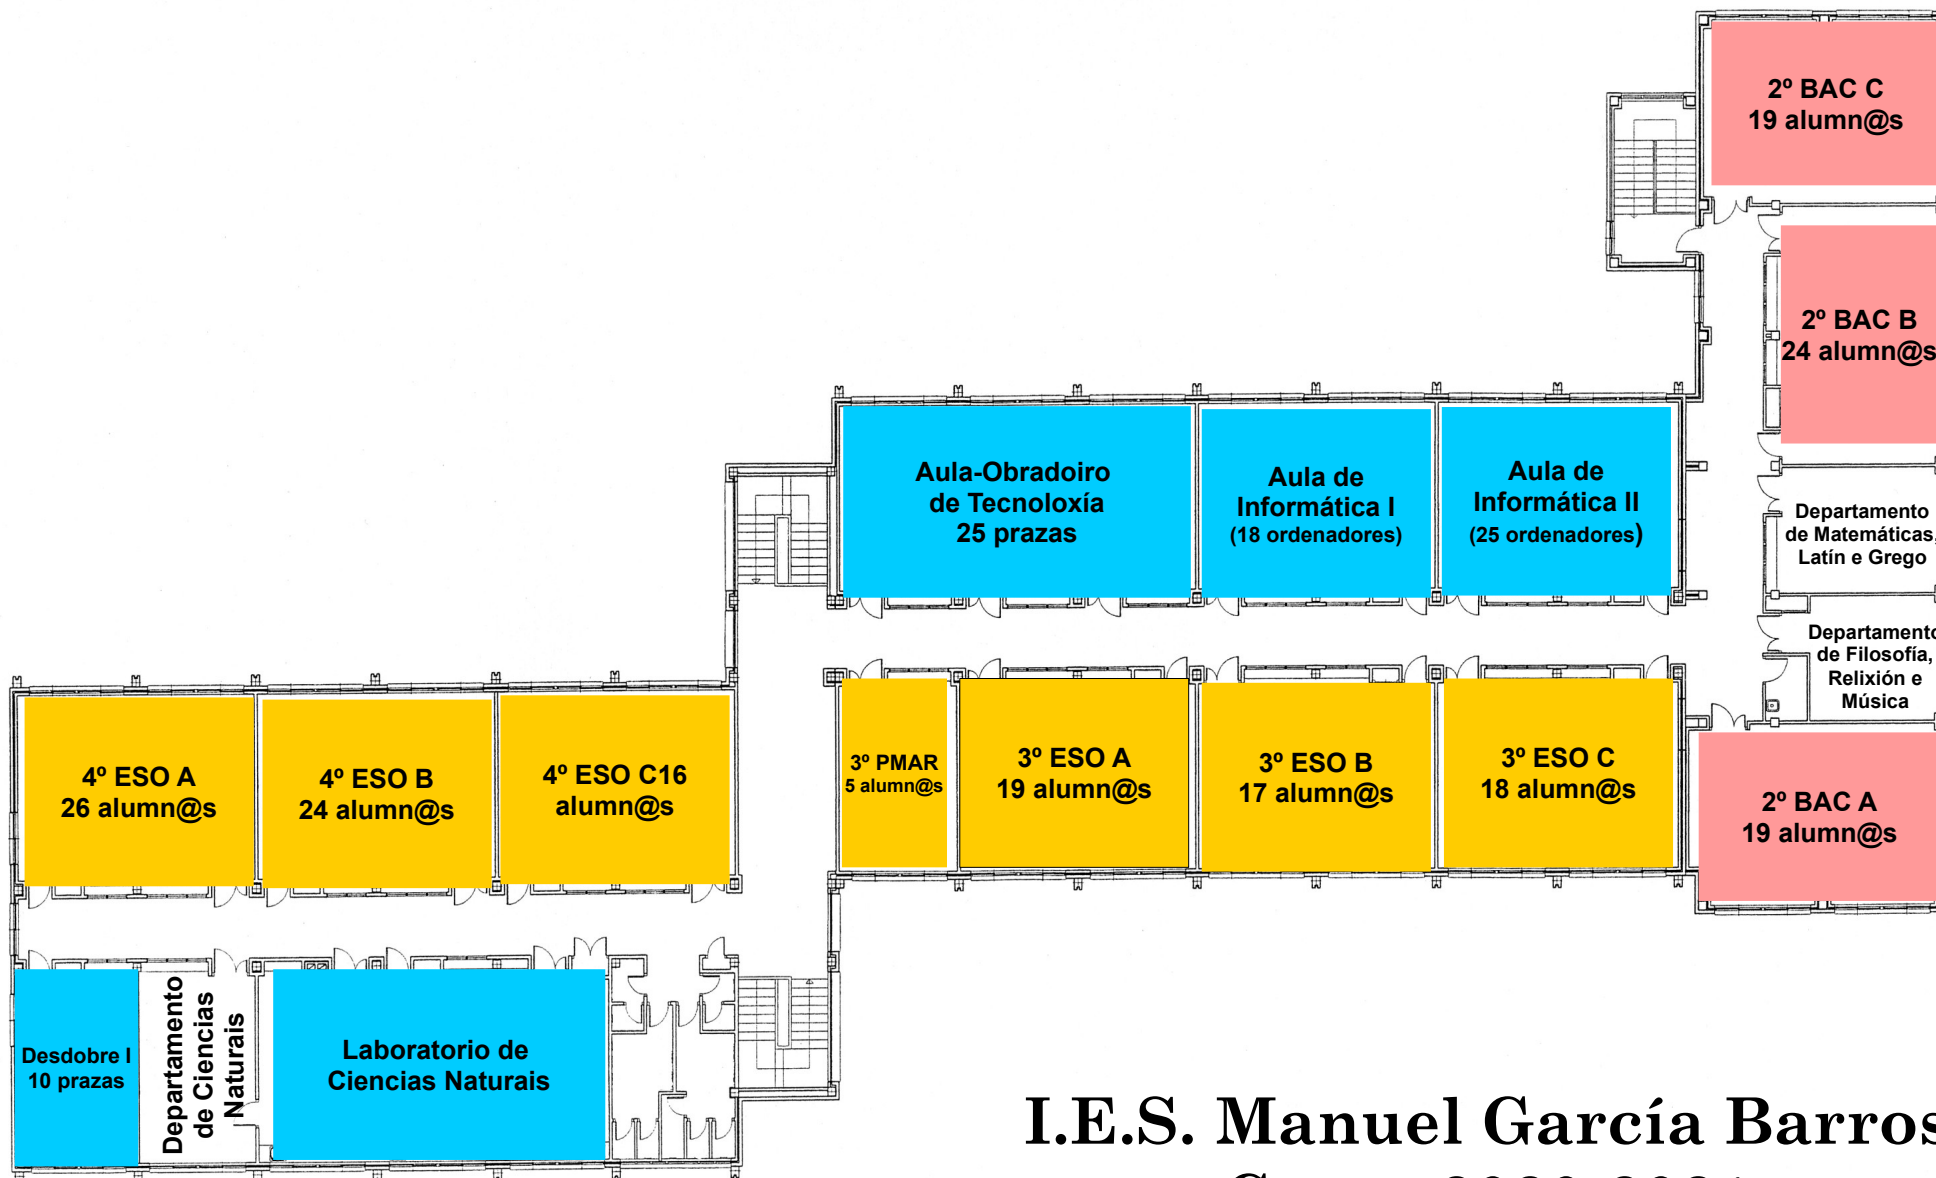 2º BAC C
19 alumn@s
2º BAC B
24 alumn@s
Aula-Obradoiro
de Tecnoloxía
25 prazas
Aula de
Informática I
(18 ordenadores)
Aula de
Informática II
(25 ordenadores)
Departamento
de Matemáticas,
Latín e Grego
Departamento
de Filosofía,
Relixión e
Música
4º ESO A
26 alumn@s
4º ESO B
24 alumn@s
4º ESO C16
alumn@s
3º PMAR
5 alumn@s
3º ESO A
19 alumn@s
3º ESO B
17 alumn@s
3º ESO C
18 alumn@s
2º BAC A
19 alumn@s
Desdobre I
10 prazas
Departamento
de Ciencias
Naturais
Laboratorio de
Ciencias Naturais
I.E.S. Manuel García Barros